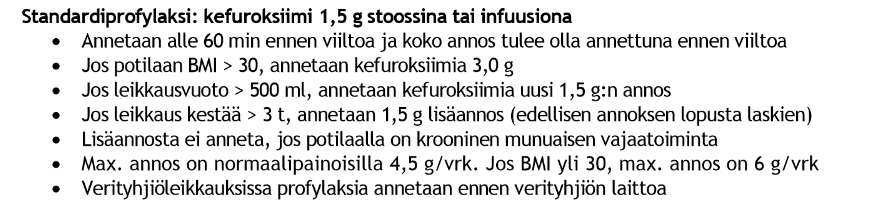 Standardiprofylaksi: kefuroksiimi 1,5 g stoossina tai infuusiona
• Annetaan alle 60 min ennen viiltoa ja koko annos tulee olla annettuna ennen viiltoa
• Jos potilaan BMI > 30, annetaan kefuroksiimia 3,0 g
• Jos leikkausvuoto > 500 ml, annetaan kefuroksiimia uusi 1,5 g:n annos
• Jos leikkaus kestää > 3 t, annetaan 1,5 g lisäannos (edellisen annoksen lopusta laskien)
• Lisäannosta ei anneta, jos potilaalla on krooninen munuaisen vajaatoiminta
• Max. annos on normaalipainoisilla 4,5 g/vrk. Jos BMI yli 30, max. annos on 6 g/vrk
• Verityhjiöleikkauksissa profylaksia annetaan ennen verityhjiön laittoa